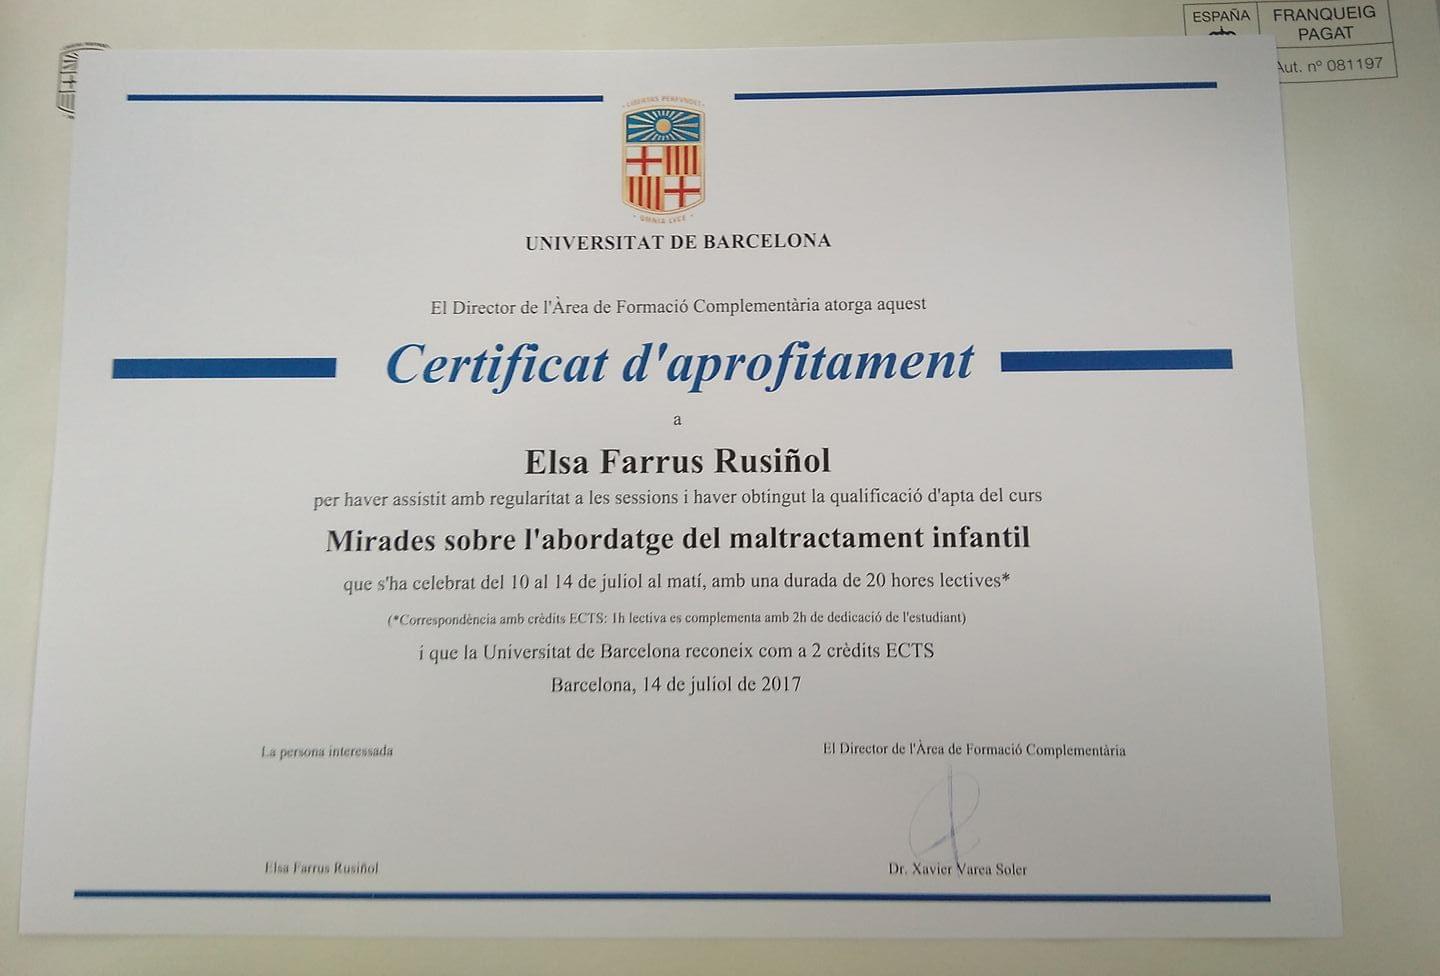 ESPAÑA
FRANQUEIG
PAGAT
Aut. nº 081197
LIBERTAS PERFVNDET
OMNIA LVCE
UNIVERSITAT DE BARCELONA
El Director de l'Àrea de Formació Complementària atorga aquest
Certificat d'aprofitament
a
Elsa Farrus Rusiñol
per haver assistit amb regularitat a les sessions i haver obtingut la qualificació d'apta del curs
Mirades sobre l'abordatge del maltractament infantil
que s'ha celebrat del 10 al 14 de juliol al matí, amb una durada de 20 hores lectives*
(*Correspondència amb crèdits ECTS: 1h lectiva es complementa amb 2h de dedicació de l'estudiant)
i que la Universitat de Barcelona reconeix com a 2 crèdits ECTS
Barcelona, 14 de juliol de 2017
La persona interessada
El Director de l'Àrea de Formació Complementària
Elsa Farrus Rusiñol
Dr. Xavier Varea Soler